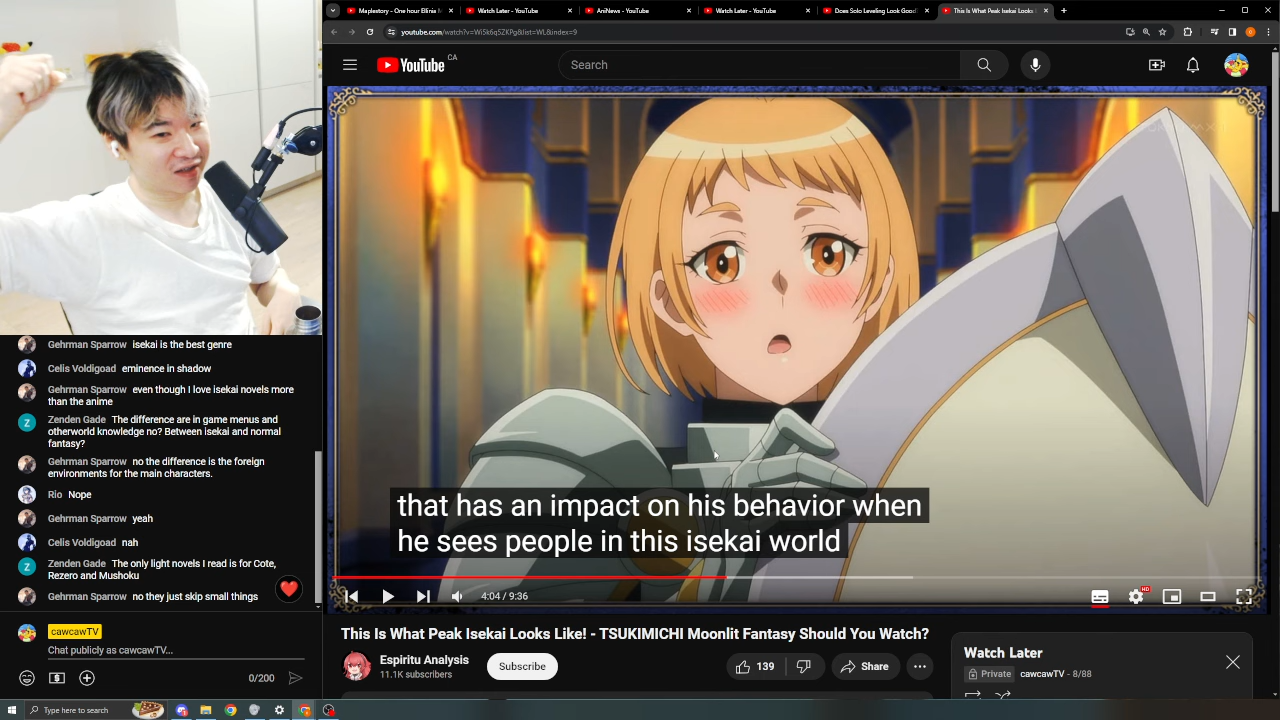 Maplestory - One hour Ellinia M
Watch Later - YouTube
AniNews - YouTube
Watch Later - YouTube
Does Solo Leveling Look Good
This Is What Peak Isekai Looks
youtube.com/watch?v=Wi5k6q5ZKPg&list=WL&index=9
YouTube CA
Search
that has an impact on his behavior when
he sees people in this isekai world
4:04 / 9:36
HD
This Is What Peak Isekai Looks Like! - TSUKIMICHI Moonlit Fantasy Should You Watch?
Espiritu Analysis
11.1K subscribers
Subscribe
139
Share
Watch Later
Private cawcawTV - 8/88
Gehrman Sparrow isekai is the best genre
Celis Voldigoad eminence in shadow
Gehrman Sparrow even though I love isekai novels more
than the anime
Z
Zenden Gade The difference are in game menus and
otherworld knowledge no? Between isekai and normal
fantasy?
Gehrman Sparrow no the difference is the foreign
environments for the main characters.
Rio Nope
Gehrman Sparrow yeah
Celis Voldigoad nah
Z
Zenden Gade The only light novels I read is for Cote,
Rezero and Mushoku
Gehrman Sparrow no they just skip small things
cawcawTV
Chat publicly as cawcawTV...
0/200
Type here to search